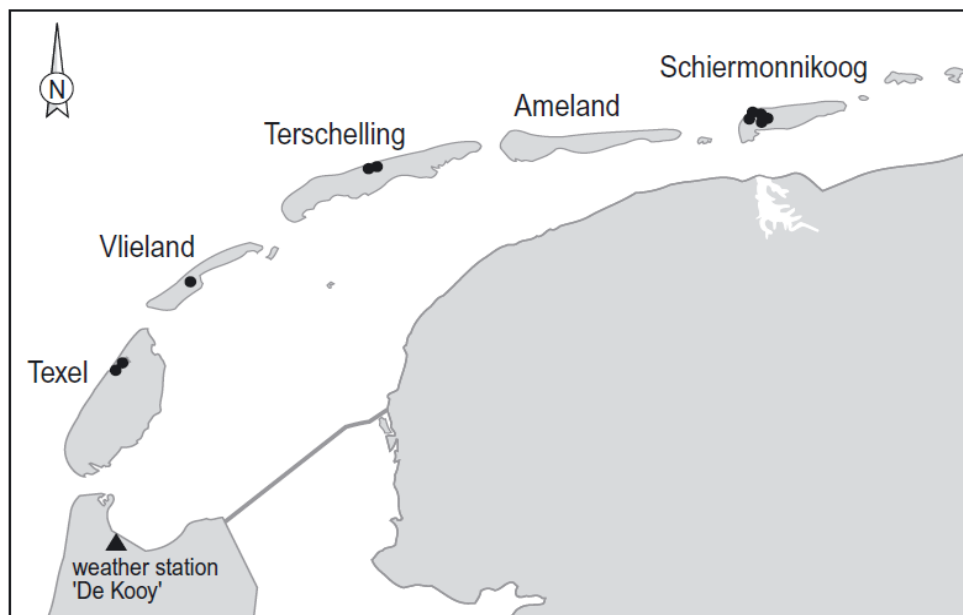 N
Schiermonnikoog
Ameland
Terschelling
Vlieland
Texel
weather station
'De Kooy'